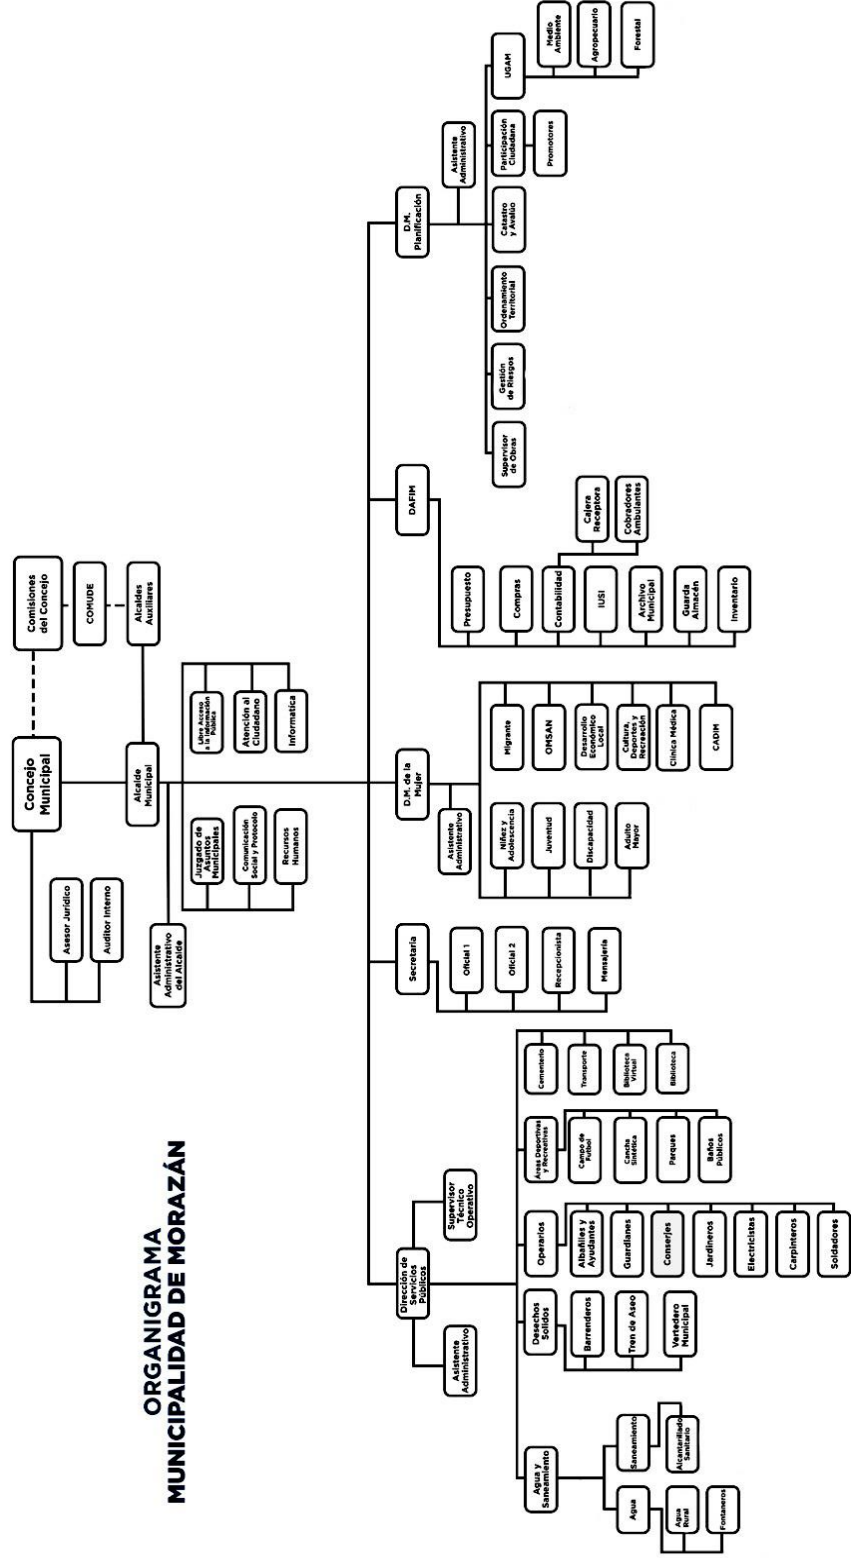 ORGANIGRAMA
MUNICIPALIDAD DE MORAZÁN
Concejo
Municipal
Comisiones
del Concejo
COMUDE
Alcaldes
Auxiliares
Asesor Jurídico
Auditor Interno
Alcalde
Municipal
Asistente
Administrativo
del Alcalde
Juzgado de
Asuntos
Municipales
Comunicación
Social y Protocolo
Recursos
Humanos
Libre Acceso
a la Información
Pública
Atención al
Ciudadano
Informatica
Dirección de
Servicios
Públicos
Asistente
Administrativo
Supervisor
Técnico
Operativo
Agua y
Saneamiento
Agua
Agua
Rural
Fontaneros
Saneamiento
Alcantarillado
Sanitario
Desechos
Solidos
Barrenderos
Tren de Aseo
Vertedero
Municipal
Operarios
Albañiles y
Ayudantes
Guardianes
Conserjes
Jardineros
Electricistas
Carpinteros
Soldadores
Áreas Deportivas
y Recreativas
Campo de
Futbol
Cancha
Sintética
Parques
Baños
Públicos
Cementerio
Transporte
Biblioteca
Virtual
Biblioteca
Secretaria
Oficial 1
Oficial 2
Recepcionista
Mensajería
D.M. de la
Mujer
Asistente
Administrativo
Niñez y
Adolescencia
Juventud
Discapacidad
Adulto
Mayor
Migrante
OMSAN
Desarrollo
Económico
Local
Cultura,
Deportes y
Recreación
Clínica Médica
CADIM
DAFIM
Presupuesto
Compras
Contabilidad
Cajera
Receptora
Cobradores
Ambulantes
IUSI
Archivo
Municipal
Guarda
Almacén
Inventario
D.M.
Planificación
Asistente
Administrativo
Supervisor
de Obras
Gestión
de Riesgos
Ordenamiento
Territorial
Catastro
y Avalúo
Participación
Ciudadana
Promotores
UGAM
Medio
Ambiente
Agropecuario
Forestal